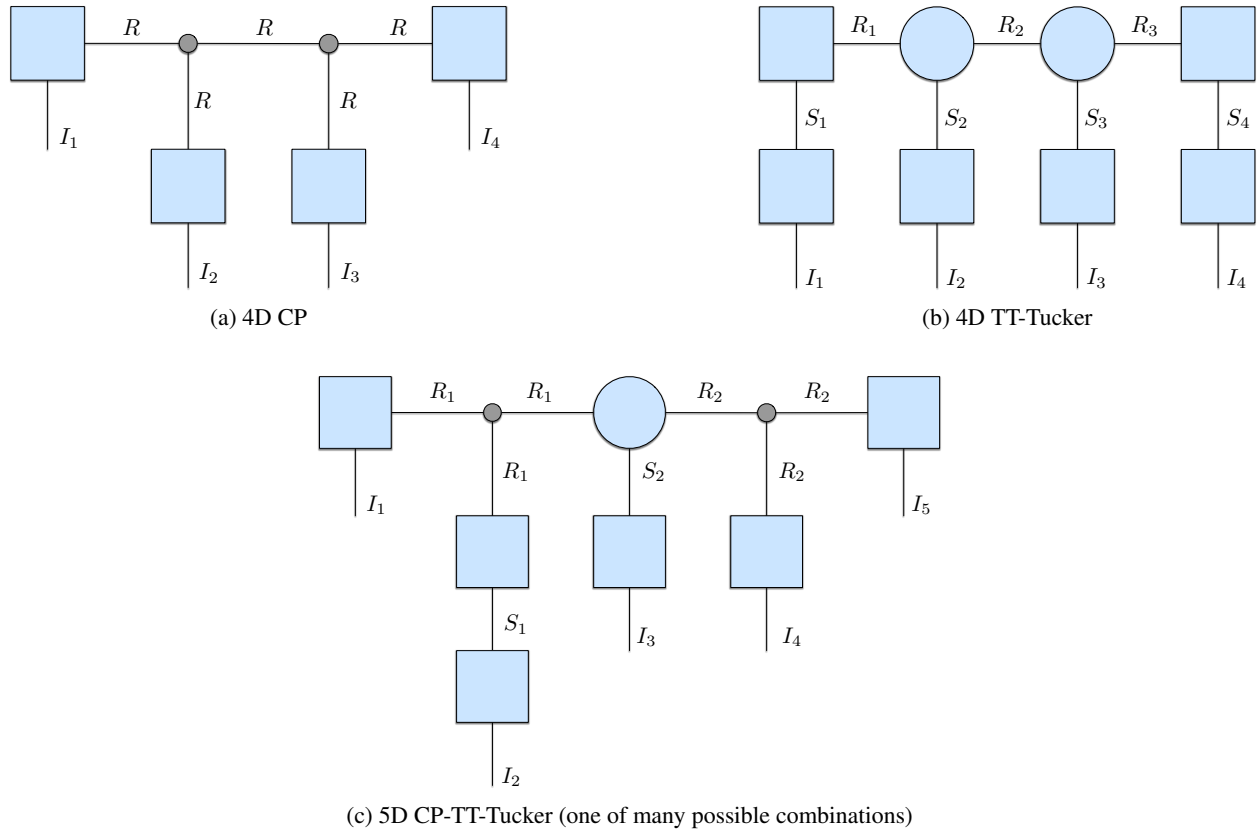 R R R
R R
I₁ I₄
I₂ I₃
(a) 4D CP
R₁ R₂ R₃
S₁ S₂ S₃ S₄
I₁ I₂ I₃ I₄
(b) 4D TT-Tucker
R₁ R₁ R₂ R₂
R₁ S₂ R₂
I₁ I₅
S₁ I₃ I₄
I₂
(c) 5D CP-TT-Tucker (one of many possible combinations)